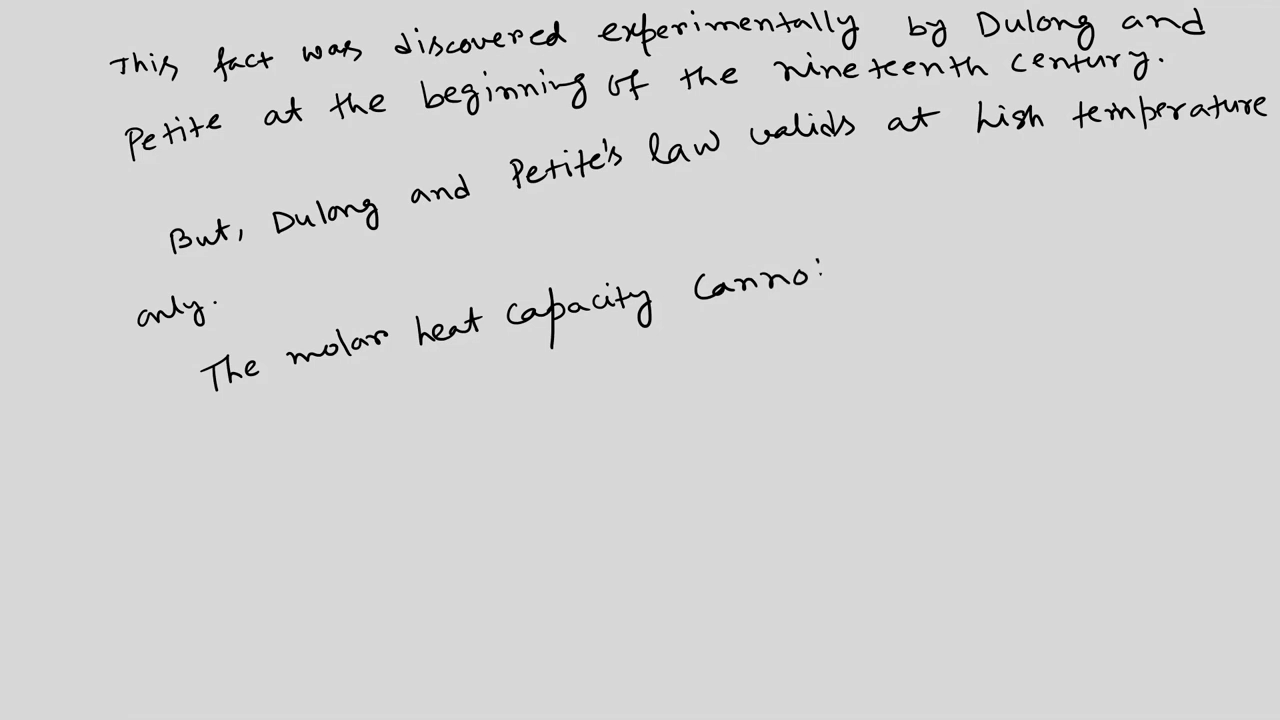 This fact was discovered experimentally by Dulong and
Petite at the beginning of the nineteenth century.
But, Dulong and Petite's law valids at high temperature
only.
The molar heat capacity canno